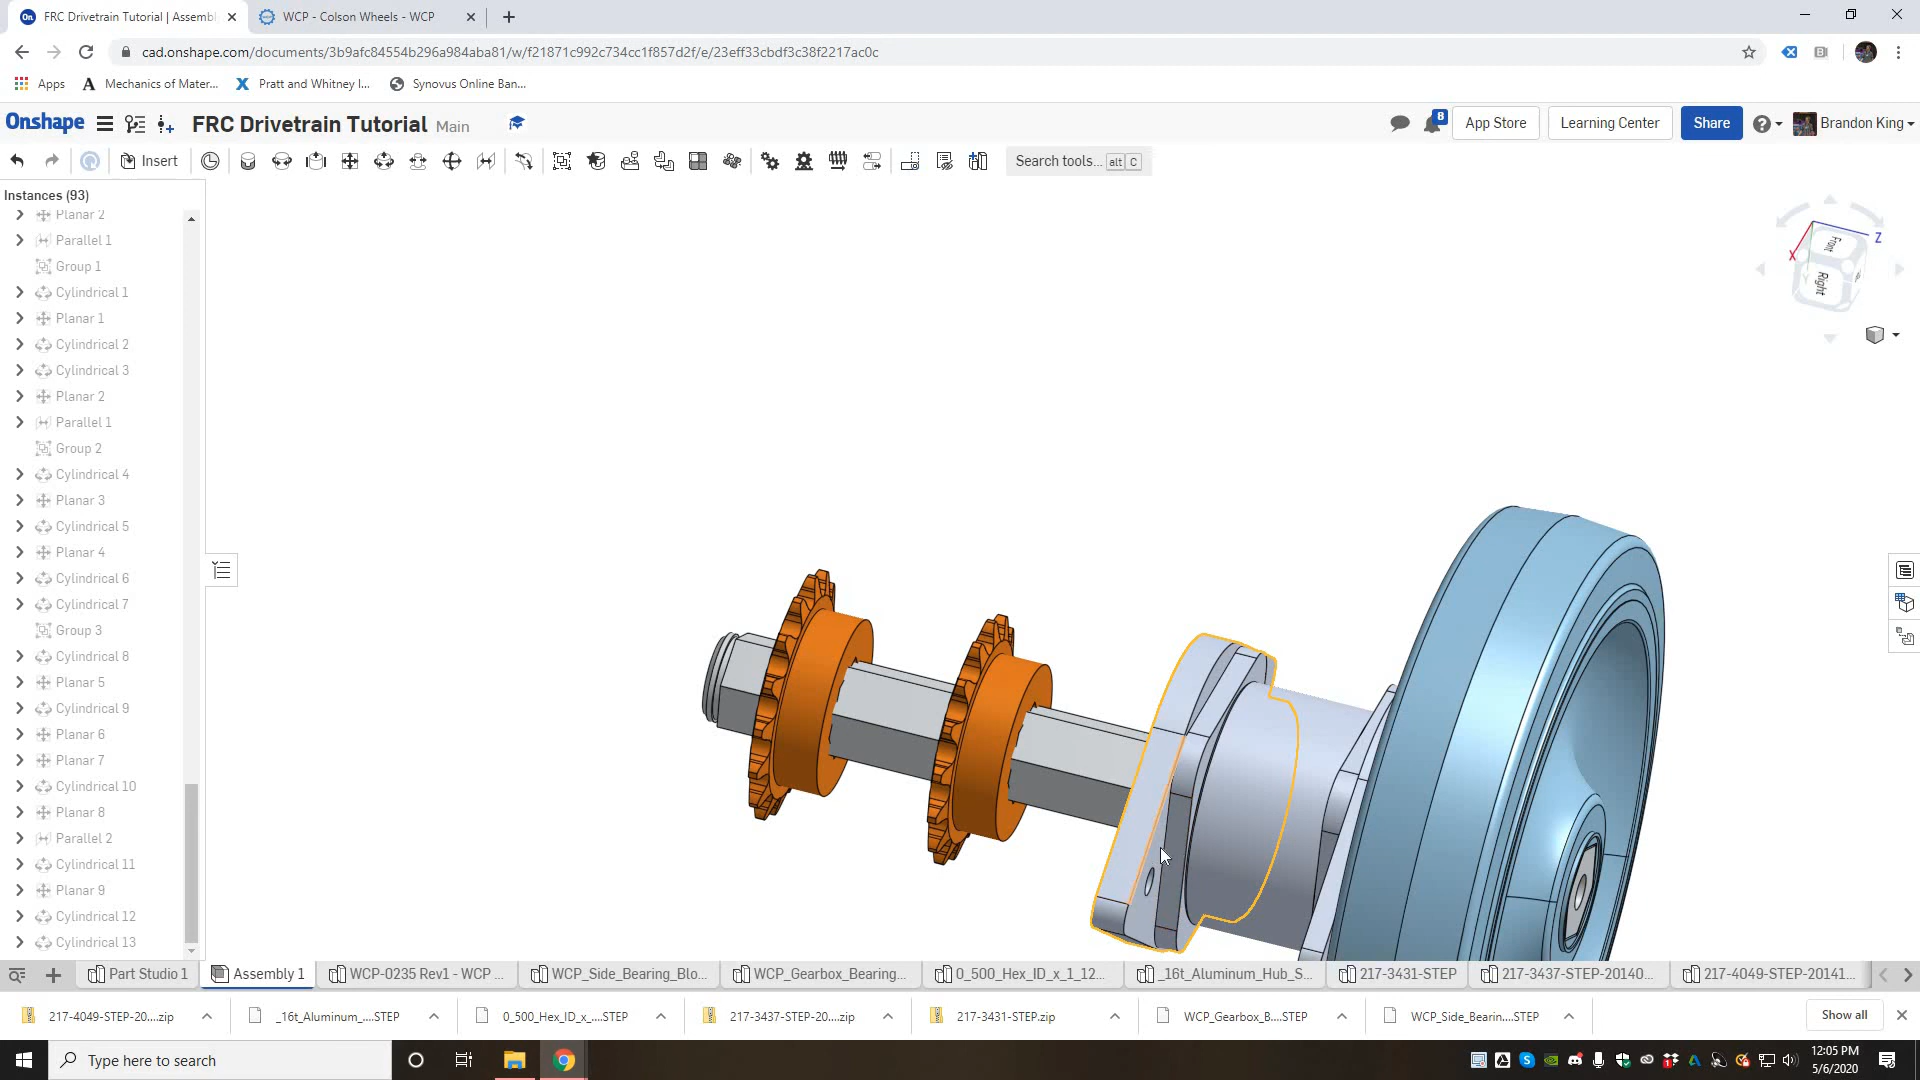 FRC Drivetrain Tutorial | Assembl
WCP - Colson Wheels - WCP
cad.onshape.com/documents/3b9afc84554b296a984aba81/w/f21871c992c734cc1f857d2f/e/23eff33cbdf3c38f2217ac0c
Apps
Mechanics of Mater...
Pratt and Whitney I...
Synovus Online Ban...
Onshape
FRC Drivetrain Tutorial Main
8
App Store
Learning Center
Share
Brandon King
Insert
Search tools... alt C
Instances (93)
Planar 2
Parallel 1
Group 1
Cylindrical 1
Planar 1
Cylindrical 2
Cylindrical 3
Planar 2
Parallel 1
Group 2
Cylindrical 4
Planar 3
Cylindrical 5
Planar 4
Cylindrical 6
Cylindrical 7
Group 3
Cylindrical 8
Planar 5
Cylindrical 9
Planar 6
Planar 7
Cylindrical 10
Planar 8
Parallel 2
Cylindrical 11
Planar 9
Cylindrical 12
Cylindrical 13
Z
X
Front
Right
Part Studio 1
Assembly 1
WCP-0235 Rev1 - WCP ...
WCP_Side_Bearing_Blo...
WCP_Gearbox_Bearing...
0_500_Hex_ID_x_1_12...
_16t_Aluminum_Hub_S...
217-3431-STEP
217-3437-STEP-20140...
217-4049-STEP-20141...
217-4049-STEP-20....zip
_16t_Aluminum_....STEP
0_500_Hex_ID_x_....STEP
217-3437-STEP-20....zip
217-3431-STEP.zip
WCP_Gearbox_B....STEP
WCP_Side_Bearin....STEP
Show all
Type here to search
12:05 PM
5/6/2020